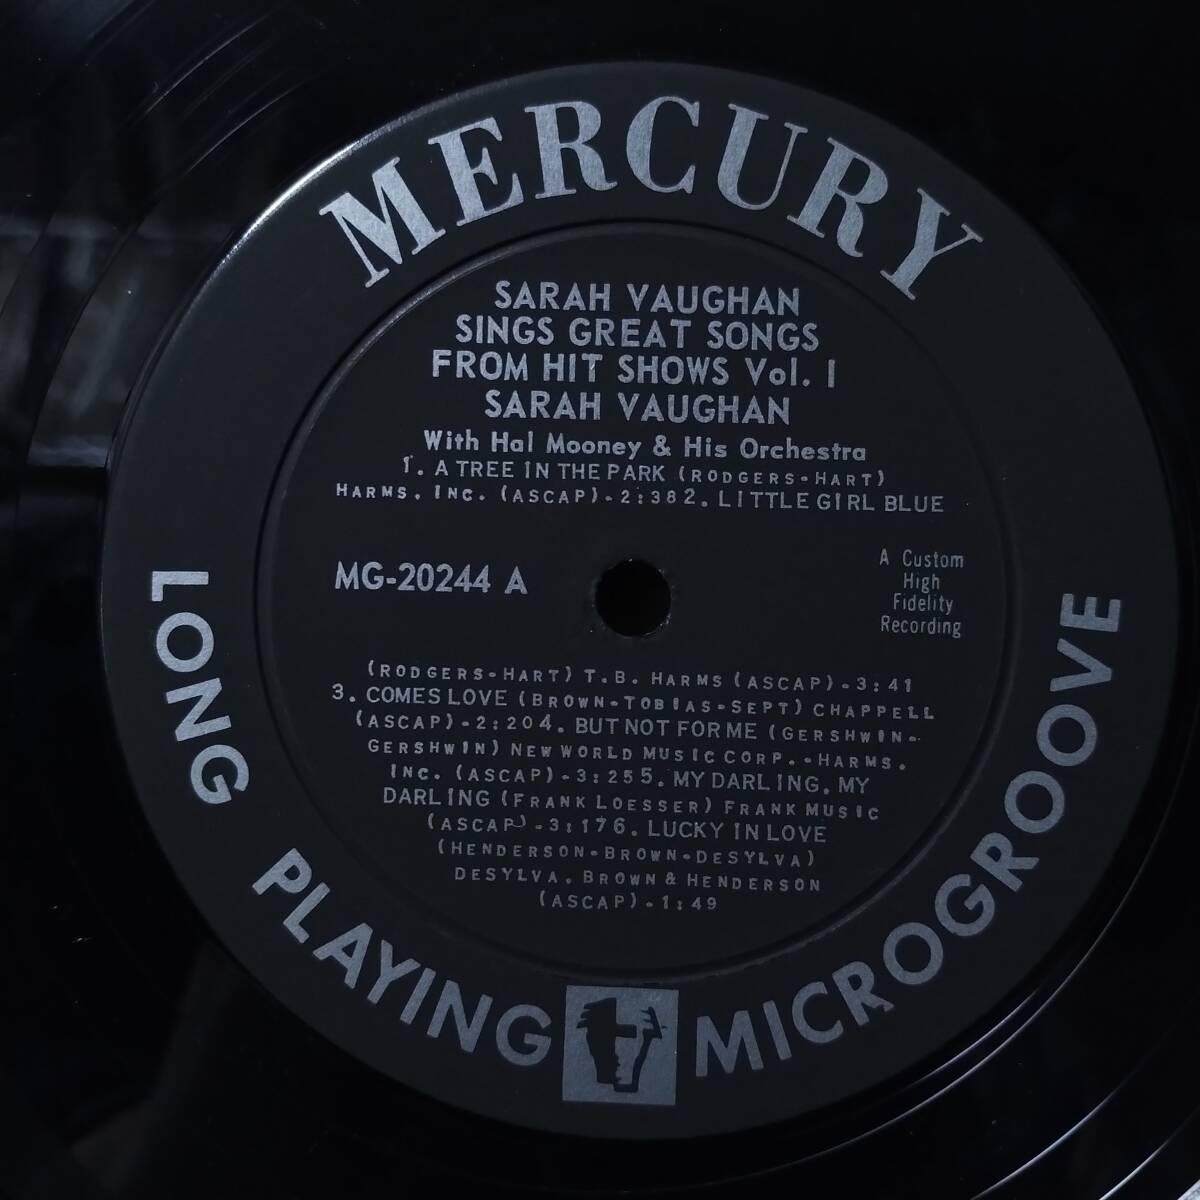 MERCURY
SARAH VAUGHAN
SINGS GREAT SONGS
FROM HIT SHOWS Vol. 1
SARAH VAUGHAN
With Hal Mooney & His Orchestra
1. A TREE IN THE PARK (RODGERS-HART)
HARMS, INC. (ASCAP)-2:382. LITTLE GIRL BLUE
MG-20244 A
A Custom
High
Fidelity
Recording
(RODGERS-HART) T.B. HARMS (ASCAP)-3:41
3. COMES LOVE (BROWN-TOBIAS-SEPT) CHAPPELL
(ASCAP)-2:204. BUT NOT FOR ME (GERSHWIN-
GERSHWIN) NEW WORLD MUSIC CORP.-HARMS,
INC. (ASCAP)-3:255. MY DARLING, MY
DARLING (FRANK LOESSER) FRANK MUSIC
(ASCAP)-3:176. LUCKY IN LOVE
(HENDERSON-BROWN-DESYLVA)
DESYLVA, BROWN & HENDERSON
(ASCAP)-1:49
LONG PLAYING MICROGROOVE